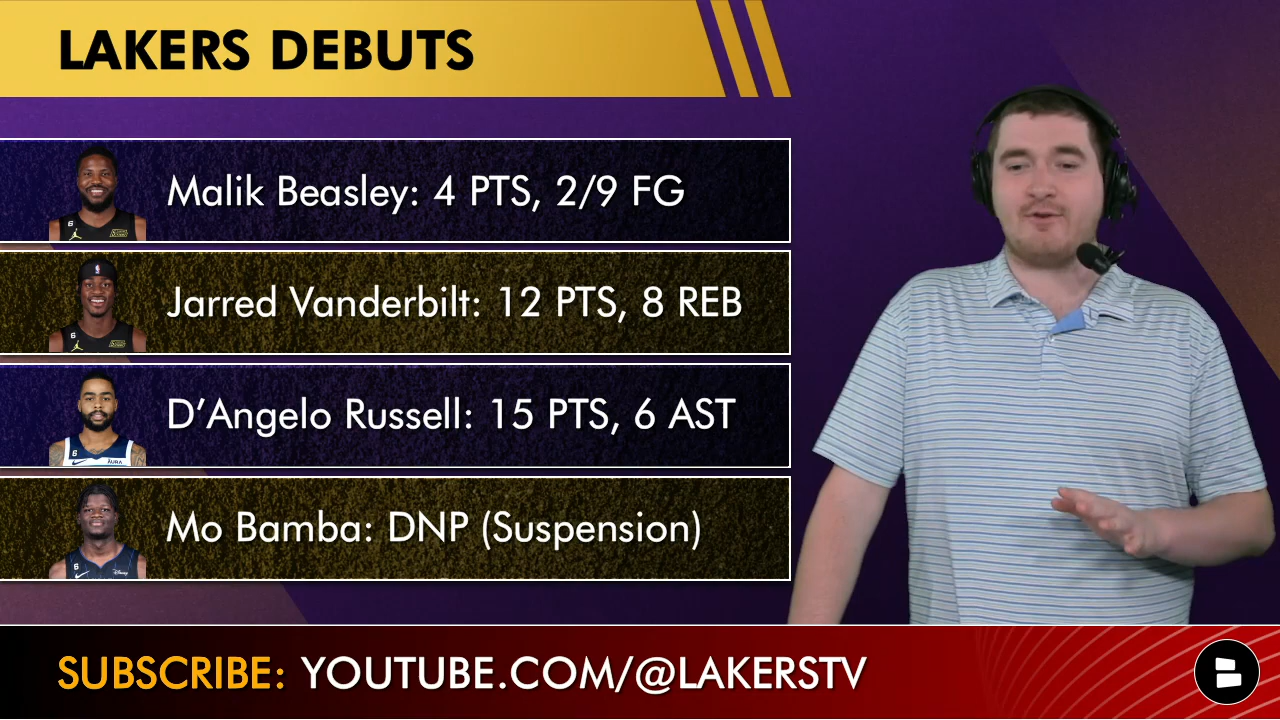 LAKERS DEBUTS
Malik Beasley: 4 PTS, 2/9 FG
Jarred Vanderbilt: 12 PTS, 8 REB
D’Angelo Russell: 15 PTS, 6 AST
Mo Bamba: DNP (Suspension)
SUBSCRIBE: YOUTUBE.COM/@LAKERSTV